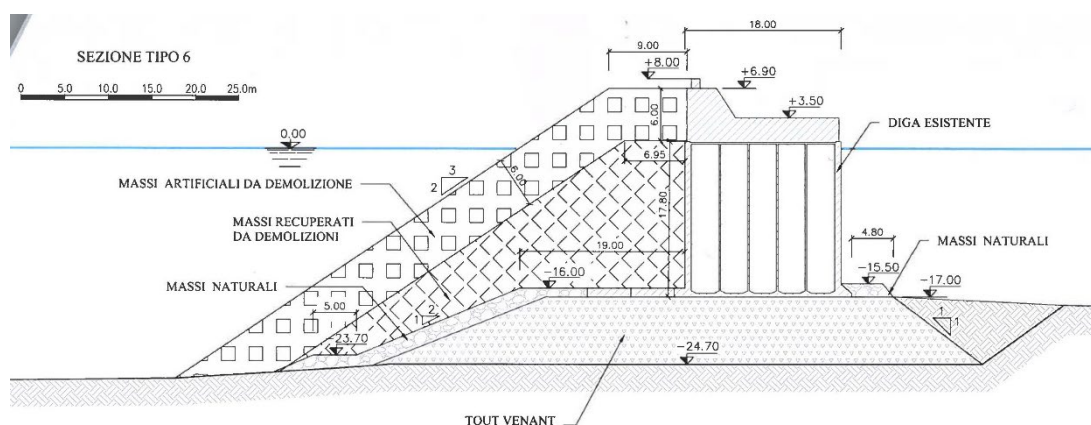 SEZIONE TIPO 6
0 5.0 10.0 15.0 20.0 25.0m
18.00
9.00
+8.00
+6.90
6.00
+3.50
0,00
DIGA ESISTENTE
6.95
6.00
3
2
MASSI ARTIFICIALI DA DEMOLIZIONE
MASSI RECUPERATI
DA DEMOLIZIONI
17.80
4.80
MASSI NATURALI
19.00
MASSI NATURALI
-16.00
-15.50
-17.00
5.00
2
1
1
1
-23.70
-24.70
TOUT VENANT